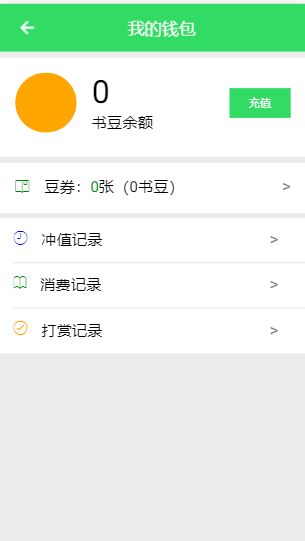 我的钱包
0
书豆余额
充值
豆券：0张（0书豆） >
冲值记录 >
消费记录 >
打赏记录 >